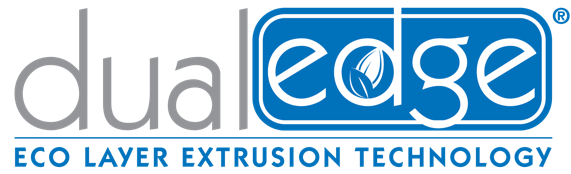 dualedge®
ECO LAYER EXTRUSION TECHNOLOGY